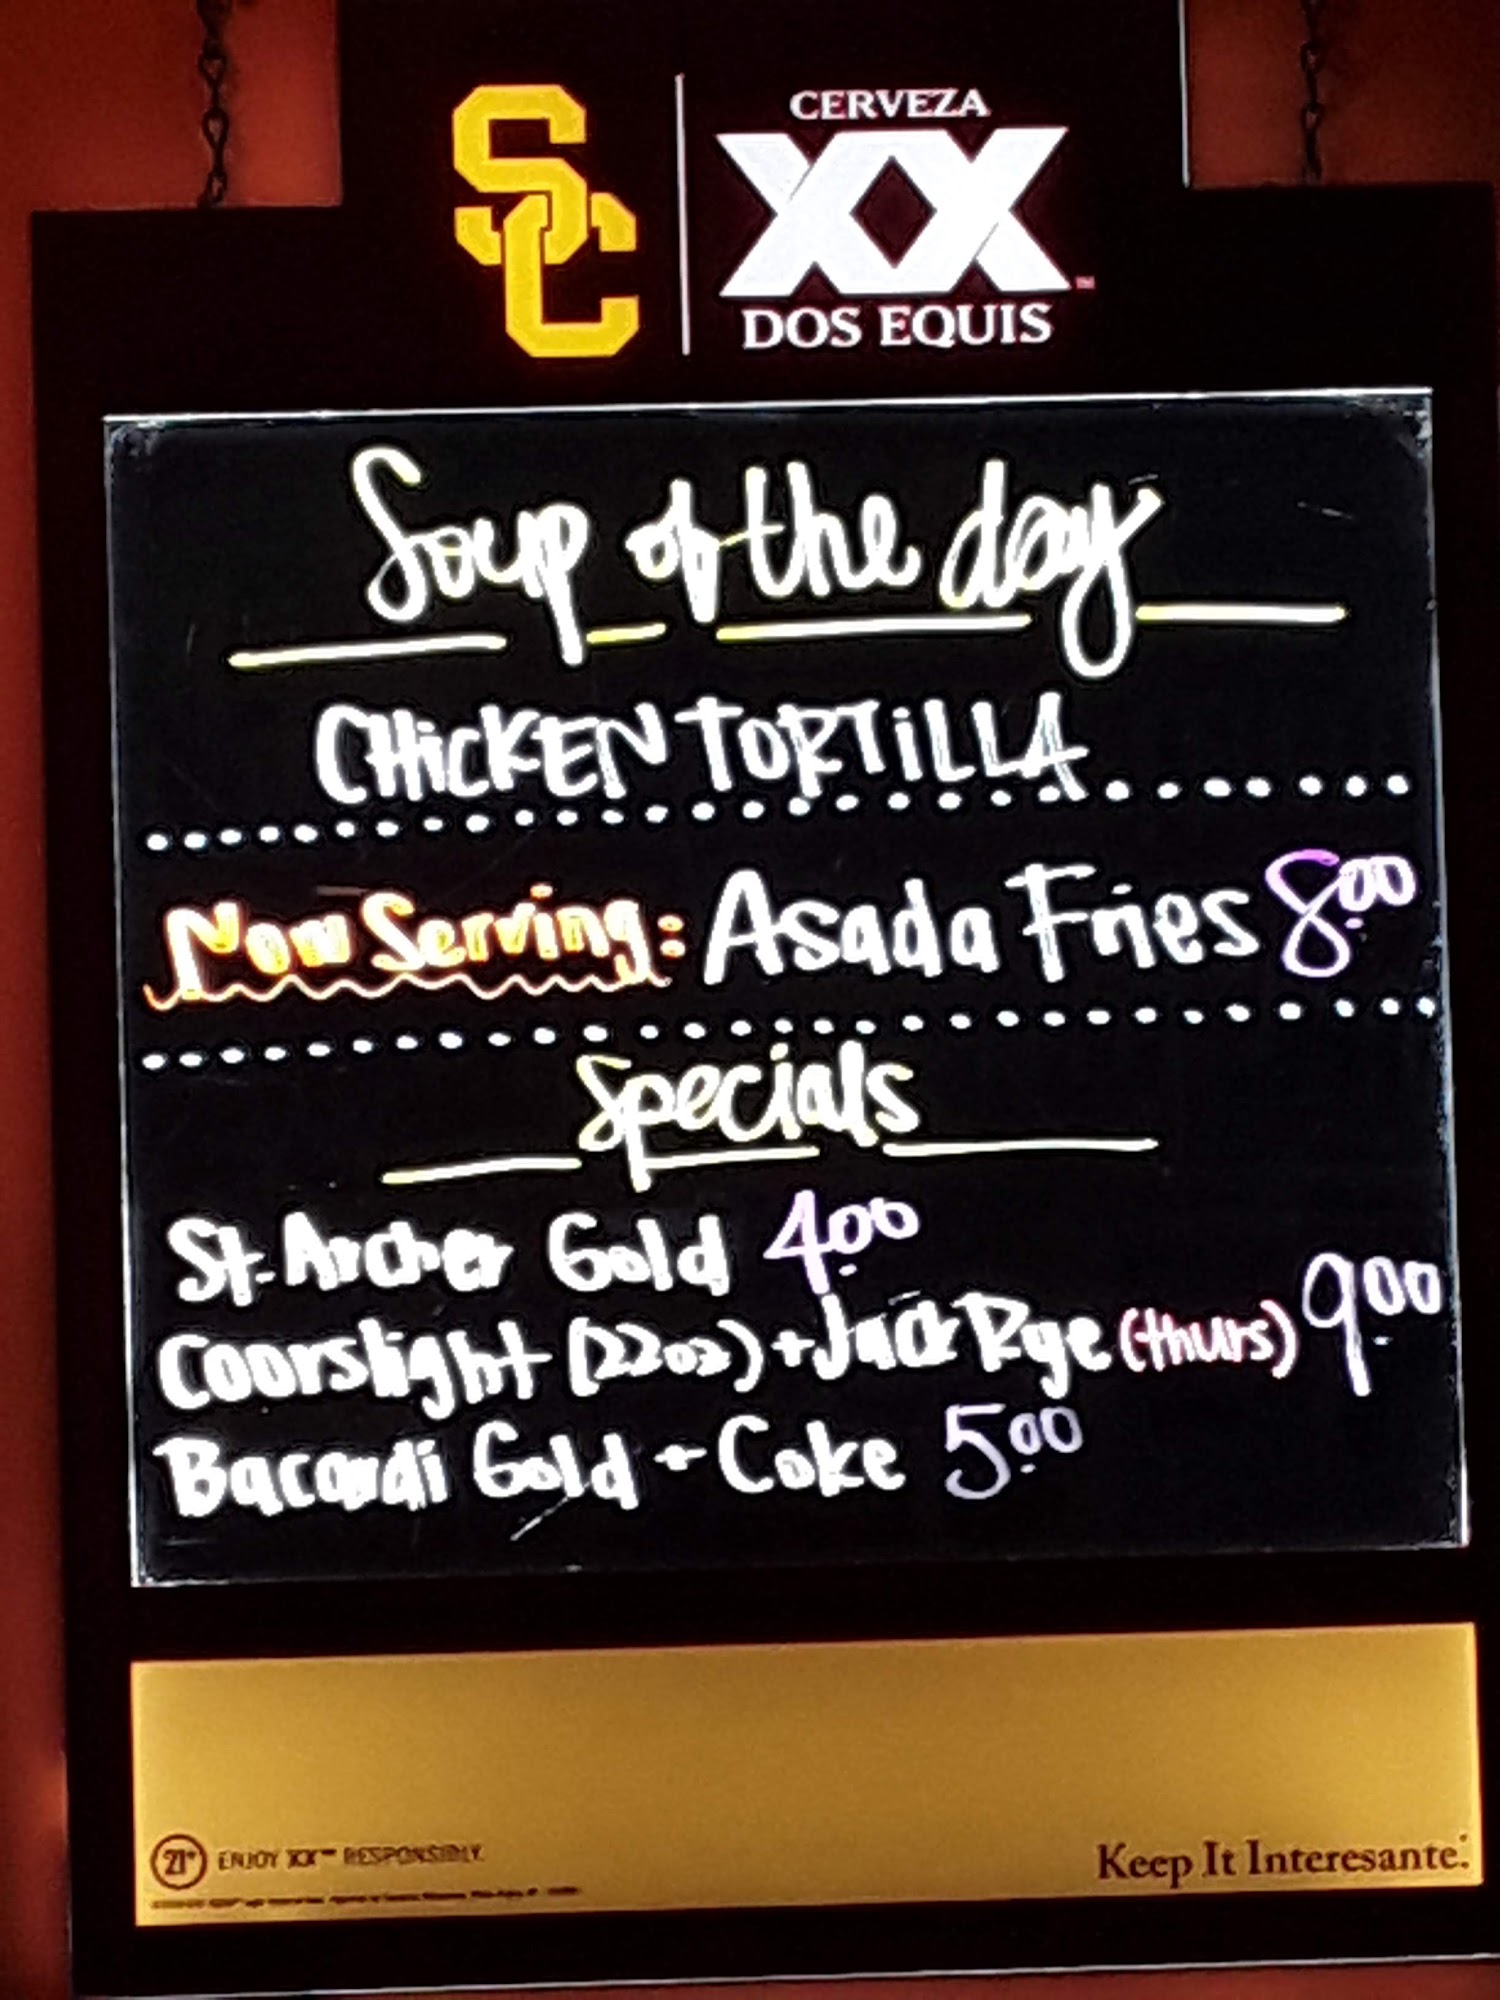 SC
CERVEZA
XX
DOS EQUIS
Soup of the day
CHiCKEN TORTiLLA
Now Serving: Asada Fries 8.00
Specials
St. Archer Gold 4.00
Coorslight (22oz) + Jack Rye (thurs) 9.00
Bacardi Gold + Coke 5.00
21+ ENJOY XX™ RESPONSIBLY.
Keep It Interesante.